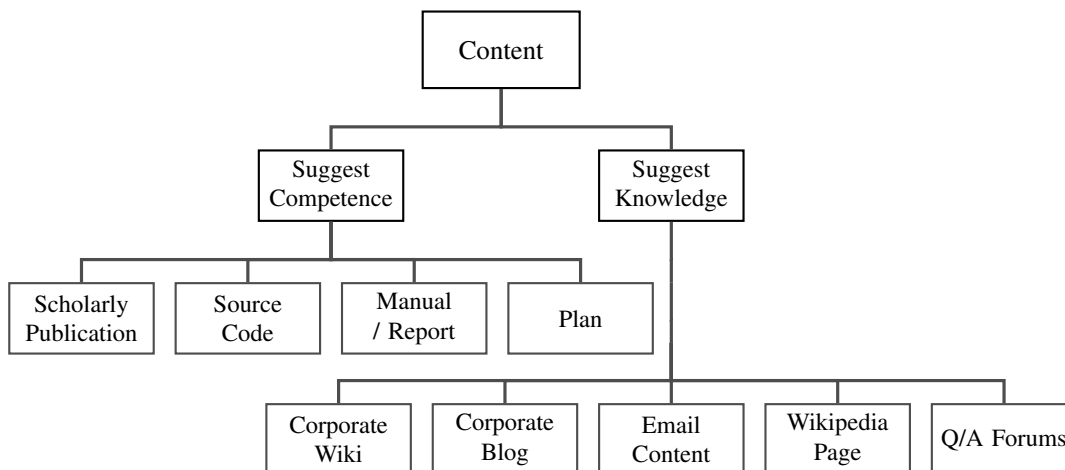 Content
Suggest
Competence
Suggest
Knowledge
Scholarly
Publication
Source
Code
Manual
/ Report
Plan
Corporate
Wiki
Corporate
Blog
Email
Content
Wikipedia
Page
Q/A Forums